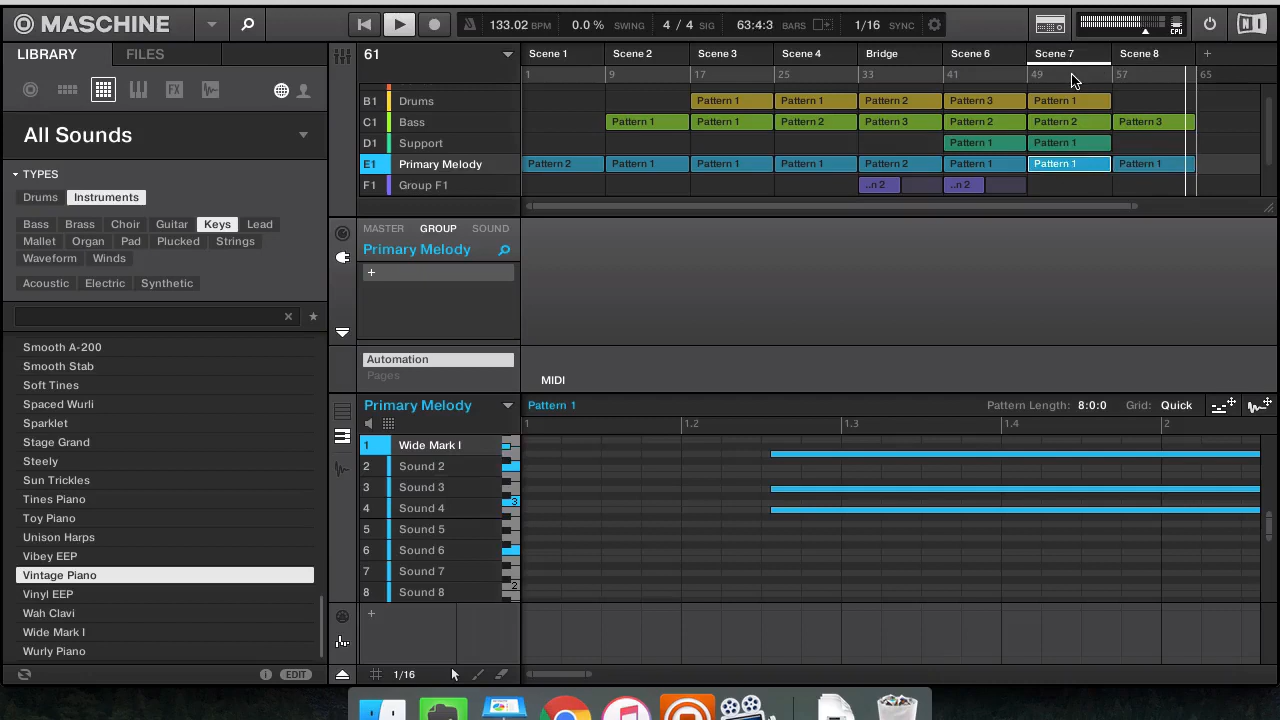 MASCHINE
133.02 BPM
0.0 % SWING
4 / 4 SIG
63:4:3 BARS
1/16 SYNC
CPU
LIBRARY
FILES
61
Scene 1
Scene 2
Scene 3
Scene 4
Bridge
Scene 6
Scene 7
Scene 8
+
1
9
17
25
33
41
49
57
65
B1 Drums Pattern 1 Pattern 1 Pattern 2 Pattern 3 Pattern 1
C1 Bass Pattern 1 Pattern 1 Pattern 2 Pattern 3 Pattern 2 Pattern 2 Pattern 3
D1 Support Pattern 1 Pattern 1
E1 Primary Melody Pattern 2 Pattern 1 Pattern 1 Pattern 1 Pattern 2 Pattern 1 Pattern 1 Pattern 1
F1 Group F1 ..n 2 ..n 2
All Sounds
TYPES
Drums Instruments
Bass Brass Choir Guitar Keys Lead
Mallet Organ Pad Plucked Strings
Waveform Winds
Acoustic Electric Synthetic
Smooth A-200
Smooth Stab
Soft Tines
Spaced Wurli
Sparklet
Stage Grand
Steely
Sun Trickles
Tines Piano
Toy Piano
Unison Harps
Vibey EEP
Vintage Piano
Vinyl EEP
Wah Clavi
Wide Mark I
Wurly Piano
EDIT
MASTER GROUP SOUND
Primary Melody
+
Automation
Pages
MIDI
Primary Melody
Pattern 1
Pattern Length: 8:0:0 Grid: Quick
1 1.2 1.3 1.4 2
1 Wide Mark I
2 Sound 2
3 Sound 3
4 Sound 4
5 Sound 5
6 Sound 6
7 Sound 7
8 Sound 8
3
2
+
1/16